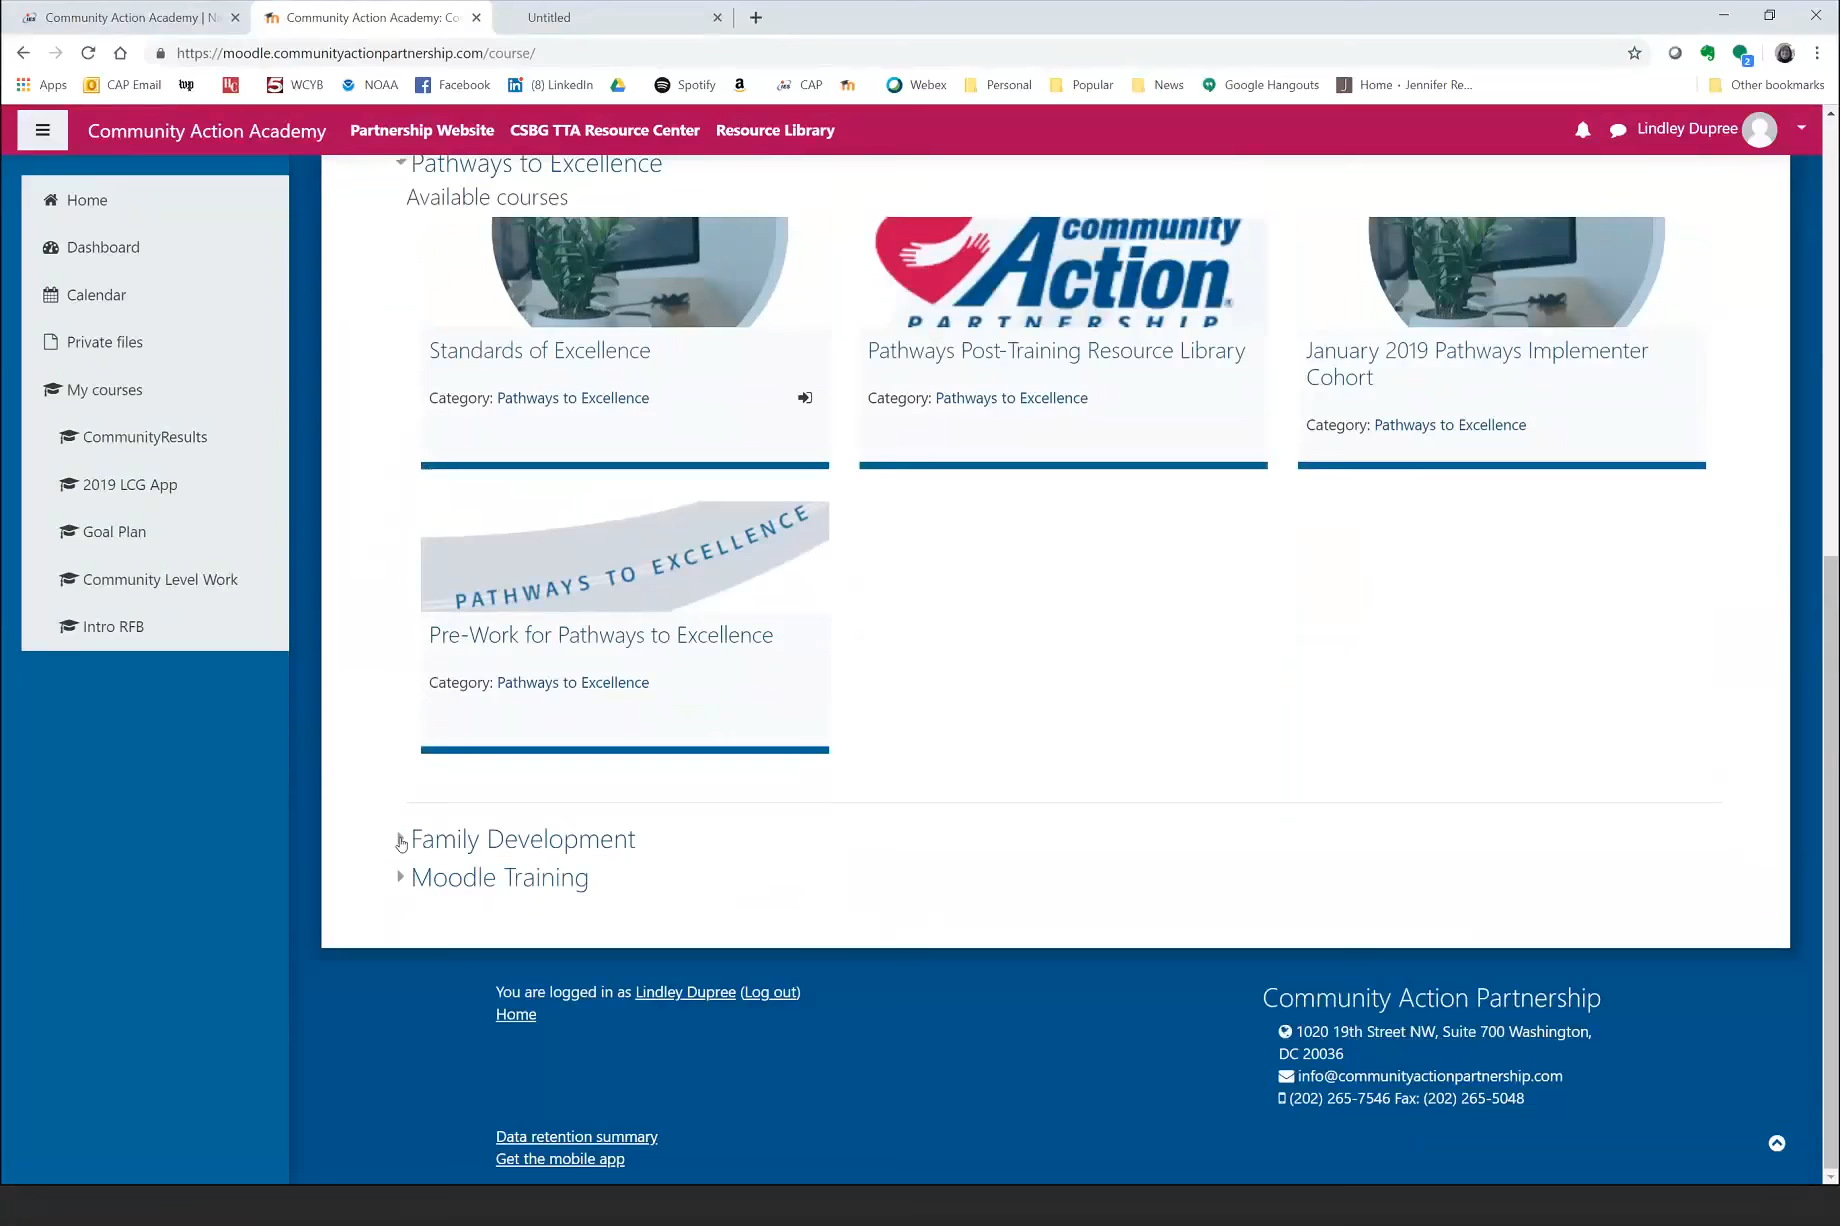 Community Action Academy | N
Community Action Academy: Co
Untitled
https://moodle.communityactionpartnership.com/course/
2
Apps
CAP Email
wp
WCYB
NOAA
Facebook
(8) LinkedIn
Spotify
CAP
Webex
Personal
Popular
News
Google Hangouts
Home · Jennifer Re...
Other bookmarks
Community Action Academy
Partnership Website
CSBG TTA Resource Center
Resource Library
Lindley Dupree
Home
Dashboard
Calendar
Private files
My courses
CommunityResults
2019 LCG App
Goal Plan
Community Level Work
Intro RFB
Pathways to Excellence
Available courses
community
Action
PARTNERSHIP
Standards of Excellence
Category: Pathways to Excellence
Pathways Post-Training Resource Library
Category: Pathways to Excellence
January 2019 Pathways Implementer
Cohort
Category: Pathways to Excellence
PATHWAYS TO EXCELLENCE
Pre-Work for Pathways to Excellence
Category: Pathways to Excellence
Family Development
Moodle Training
You are logged in as Lindley Dupree (Log out)
Home
Data retention summary
Get the mobile app
Community Action Partnership
1020 19th Street NW, Suite 700 Washington,
DC 20036
info@communityactionpartnership.com
(202) 265-7546 Fax: (202) 265-5048